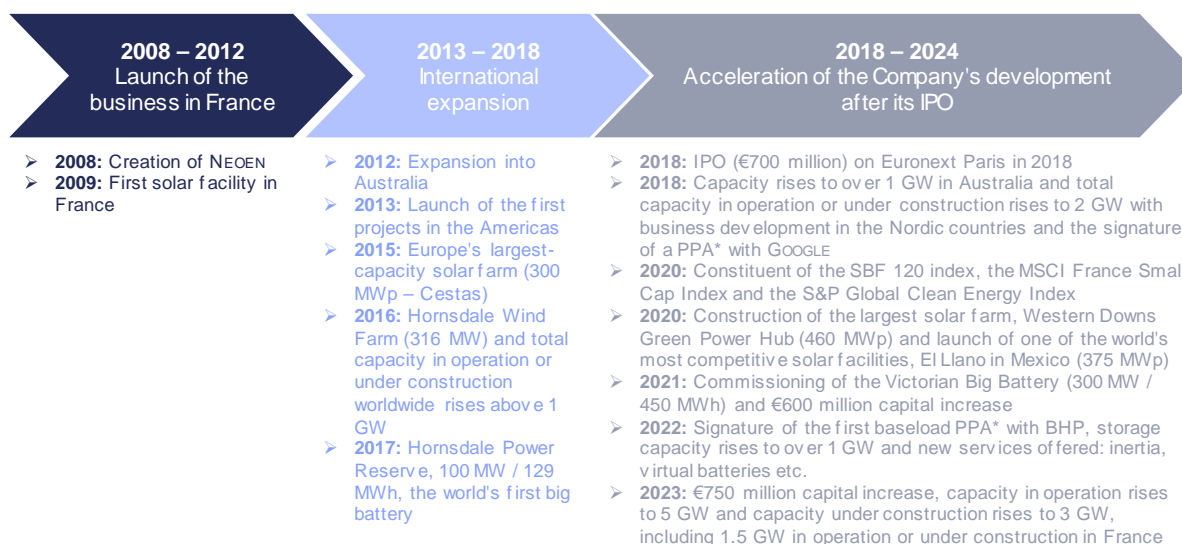 2008 – 2012
Launch of the
business in France
2013 – 2018
International
expansion
2018 – 2024
Acceleration of the Company's development
after its IPO
➢ 2008: Creation of NEOEN
➢ 2009: First solar facility in
France
➢ 2012: Expansion into
Australia
➢ 2013: Launch of the first
projects in the Americas
➢ 2015: Europe's largest-
capacity solar farm (300
MWp – Cestas)
➢ 2016: Hornsdale Wind
Farm (316 MW) and total
capacity in operation or
under construction
worldwide rises above 1
GW
➢ 2017: Hornsdale Power
Reserve, 100 MW / 129
MWh, the world's first big
battery
➢ 2018: IPO (€700 million) on Euronext Paris in 2018
➢ 2018: Capacity rises to over 1 GW in Australia and total
capacity in operation or under construction rises to 2 GW with
business development in the Nordic countries and the signature
of a PPA* with GOOGLE
➢ 2020: Constituent of the SBF 120 index, the MSCI France Smal
Cap Index and the S&P Global Clean Energy Index
➢ 2020: Construction of the largest solar farm, Western Downs
Green Power Hub (460 MWp) and launch of one of the world's
most competitive solar facilities, El Llano in Mexico (375 MWp)
➢ 2021: Commissioning of the Victorian Big Battery (300 MW /
450 MWh) and €600 million capital increase
➢ 2022: Signature of the first baseload PPA* with BHP, storage
capacity rises to over 1 GW and new services offered: inertia,
virtual batteries etc.
➢ 2023: €750 million capital increase, capacity in operation rises
to 5 GW and capacity under construction rises to 3 GW,
including 1.5 GW in operation or under construction in France